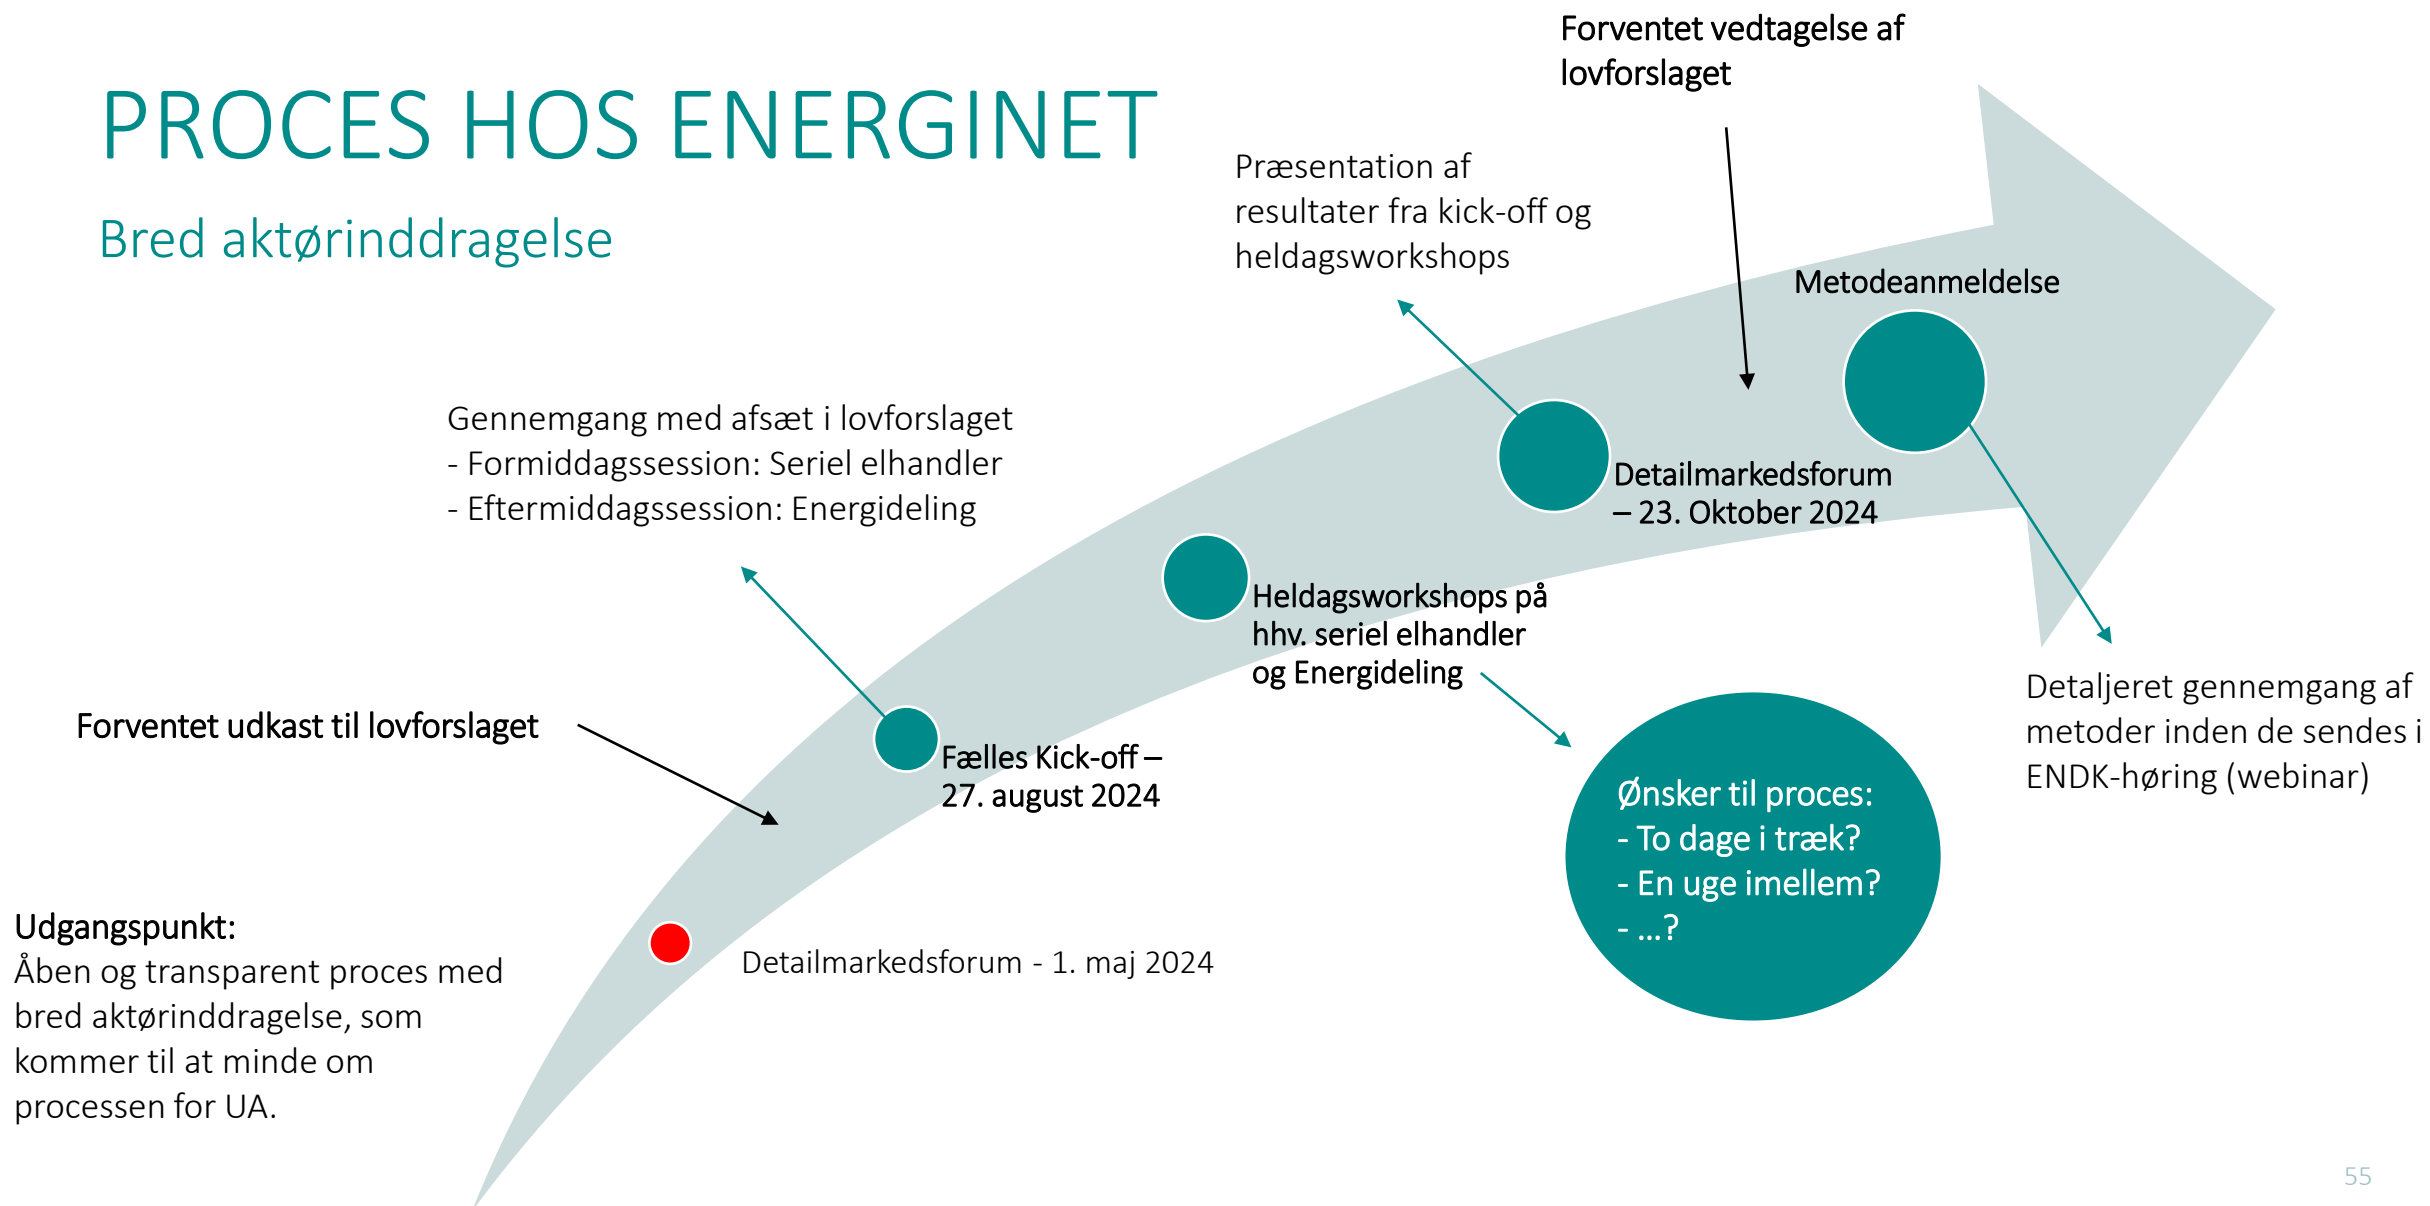 PROCES HOS ENERGINET
Bred aktørinddragelse
Forventet vedtagelse af
lovforslaget
Præsentation af
resultater fra kick-off og
heldagsworkshops
Metodeanmeldelse
Gennemgang med afsæt i lovforslaget
- Formiddagssession: Seriel elhandler
- Eftermiddagssession: Energideling
Detailmarkedsforum
– 23. Oktober 2024
Heldagsworkshops på
hhv. seriel elhandler
og Energideling
Detaljeret gennemgang af
metoder inden de sendes i
ENDK-høring (webinar)
Forventet udkast til lovforslaget
Fælles Kick-off –
27. august 2024
Ønsker til proces:
- To dage i træk?
- En uge imellem?
- ...?
Udgangspunkt:
Åben og transparent proces med
bred aktørinddragelse, som
kommer til at minde om
processen for UA.
Detailmarkedsforum - 1. maj 2024
55